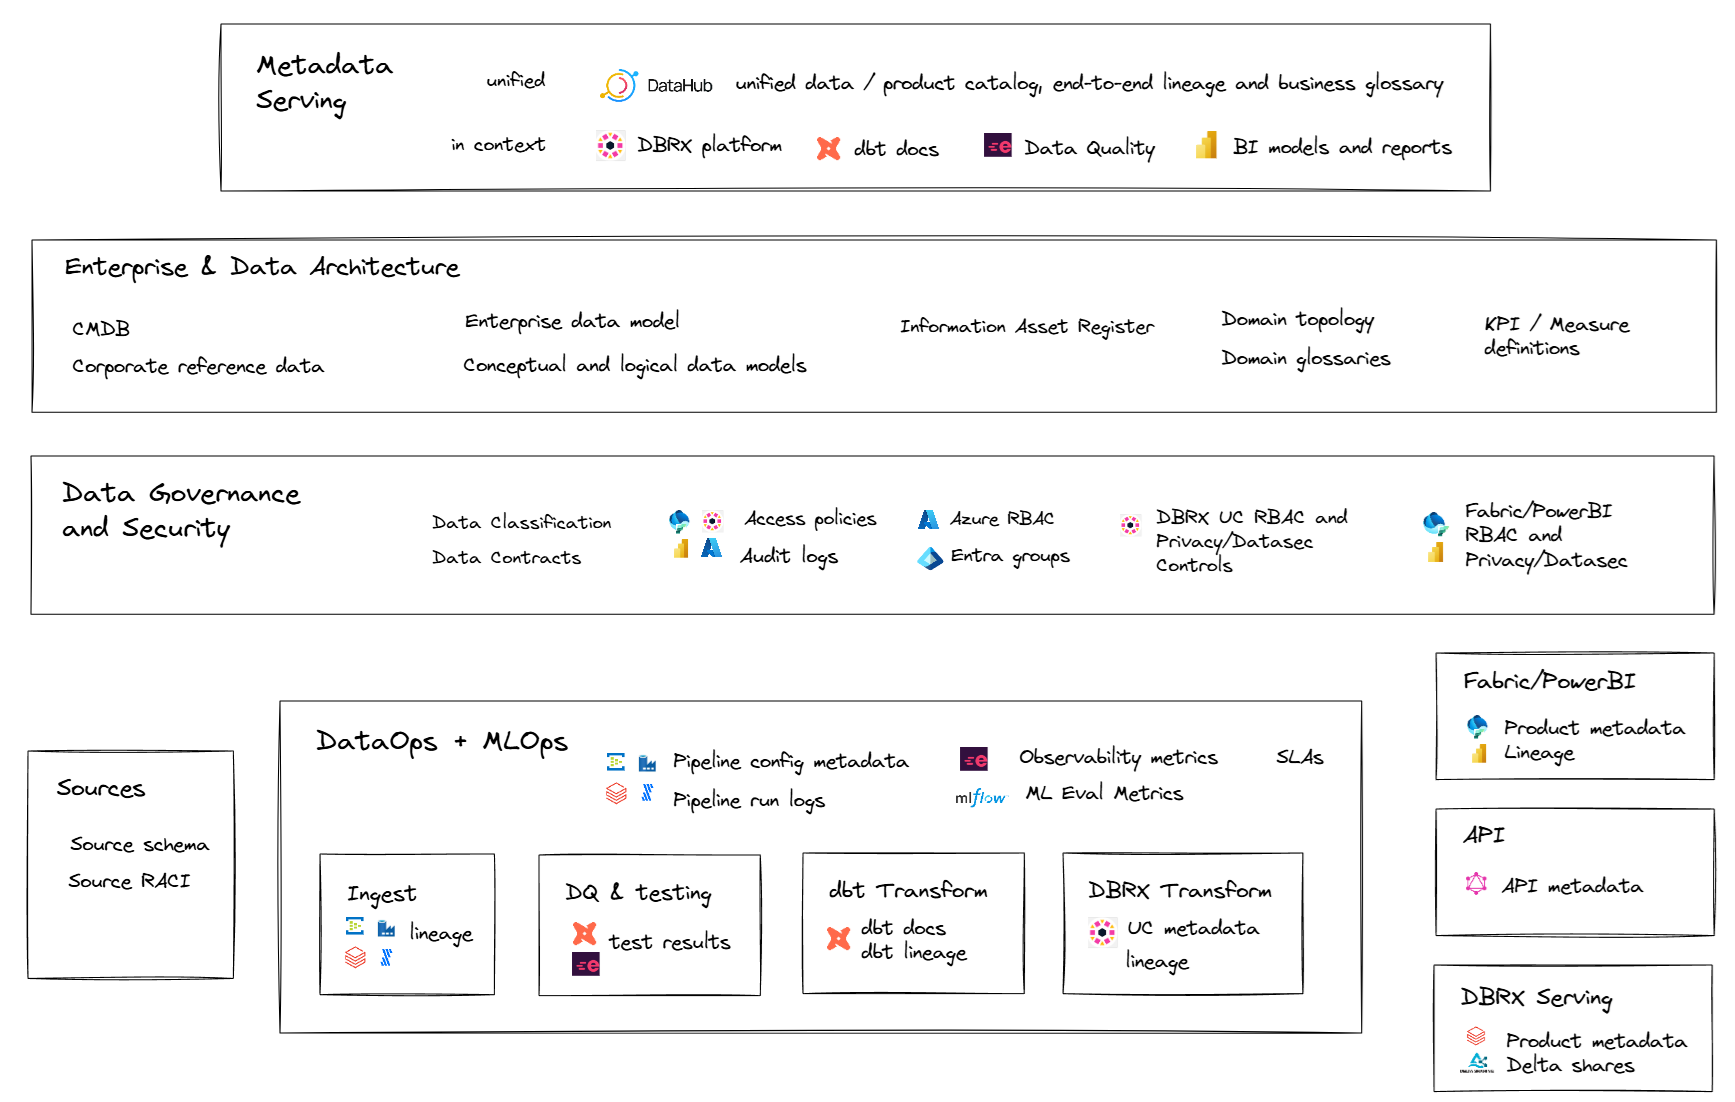 Metadata
Serving
unified
DataHub
unified data / product catalog, end-to-end lineage and business glossary
in context
DBRX platform
dbt docs
e
Data Quality
BI models and reports
Enterprise & Data Architecture
CMDB
Corporate reference data
Enterprise data model
Conceptual and logical data models
Information Asset Register
Domain topology
Domain glossaries
KPI / Measure
definitions
Data Governance
and Security
Data Classification
Data Contracts
Access policies
Audit logs
Azure RBAC
Entra groups
DBRX UC RBAC and
Privacy/Datasec
Controls
Fabric/PowerBI
RBAC and
Privacy/Datasec
Sources
Source schema
Source RACI
DataOps + MLOps
Pipeline config metadata
Pipeline run logs
e
Observability metrics
mlflow
ML Eval Metrics
SLAs
Ingest
lineage
DQ & testing
e
test results
dbt Transform
dbt docs
dbt lineage
DBRX Transform
UC metadata
lineage
Fabric/PowerBI
Product metadata
Lineage
API
API metadata
DBRX Serving
Product metadata
DELTA SHARING
Delta shares